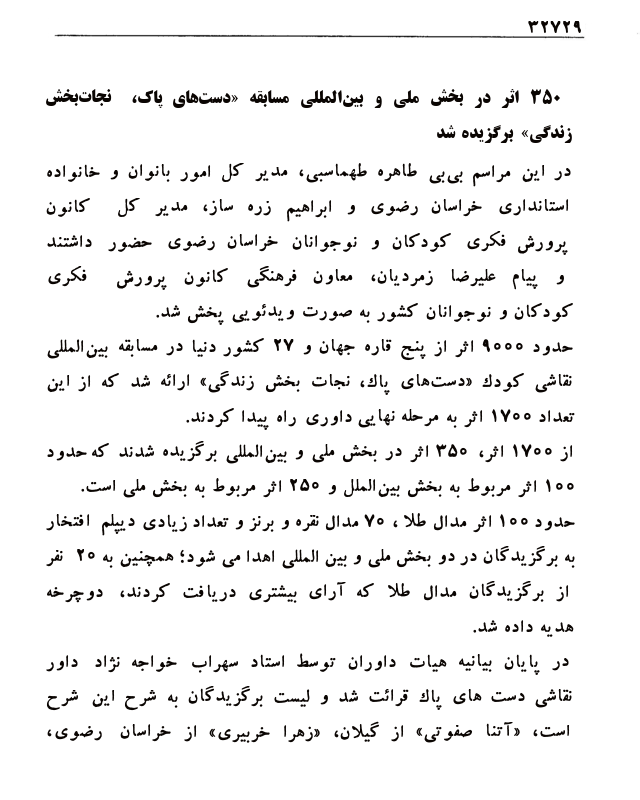 ۳۲۷۲۹
۳۵۰ اثر در بخش ملی و بین‌المللی مسابقه «دست‌های پاک، نجات‌بخش
زندگی» برگزیده شد
در این مراسم بی‌بی طاهره طهماسبی، مدیر کل امور بانوان و خانواده
استانداری خراسان رضوی و ابراهیم زره ساز، مدیر کل کانون
پرورش فکری کودکان و نوجوانان خراسان رضوی حضور داشتند
و پیام علیرضا زمردیان، معاون فرهنگی کانون پرورش فکری
کودکان و نوجوانان کشور به صورت ویدئویی پخش شد.
حدود ۹۰۰۰ اثر از پنج قاره جهان و ۲۷ کشور دنیا در مسابقه بین‌المللی
نقاشی کودک «دست‌های پاک، نجات بخش زندگی» ارائه شد که از این
تعداد ۱۷۰۰ اثر به مرحله نهایی داوری راه پیدا کردند.
از ۱۷۰۰ اثر، ۳۵۰ اثر در بخش ملی و بین‌المللی برگزیده شدند که حدود
۱۰۰ اثر مربوط به بخش بین‌الملل و ۲۵۰ اثر مربوط به بخش ملی است.
حدود ۱۰۰ اثر مدال طلا ، ۷۰ مدال نقره و برنز و تعداد زیادی دیپلم افتخار
به برگزیدگان در دو بخش ملی و بین المللی اهدا می شود؛ همچنین به ۲۰ نفر
از برگزیدگان مدال طلا که آرای بیشتری دریافت کردند، دوچرخه
هدیه داده شد.
در پایان بیانیه هیات داوران توسط استاد سهراب خواجه نژاد داور
نقاشی دست های پاک قرائت شد و لیست برگزیدگان به شرح این شرح
است، «آتنا صفوتی» از گیلان، «زهرا خربیری» از خراسان رضوی،